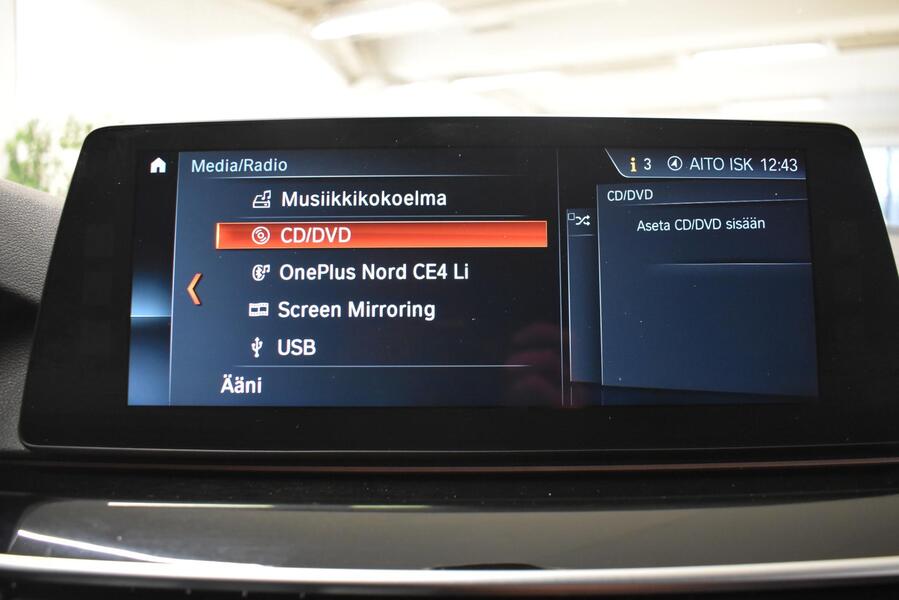 Media/Radio
i 3 AITO ISK 12:43
Musiikkikokoelma
CD/DVD
OnePlus Nord CE4 Li
Screen Mirroring
USB
Ääni
CD/DVD
Aseta CD/DVD sisään